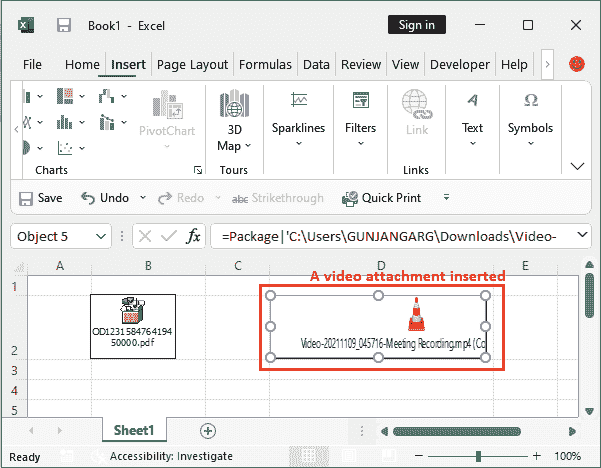 Book1 - Excel
Sign in
File Home Insert Page Layout Formulas Data Review View Developer Help
PivotChart
3D Map
Sparklines
Filters
Link
Text
Symbols
Charts
Tours
Links
Save Undo Redo Strikethrough Quick Print
Object 5
fx
=Package|'C:\Users\GUNJANGARG\Downloads\Video-
A B C D E
A video attachment inserted
1
OD1231584764194
50000.pdf
Video-20211109_045716-Meeting Recording.mp4 (Co
2
3
4
5
Sheet1
Ready
Accessibility: Investigate
100%